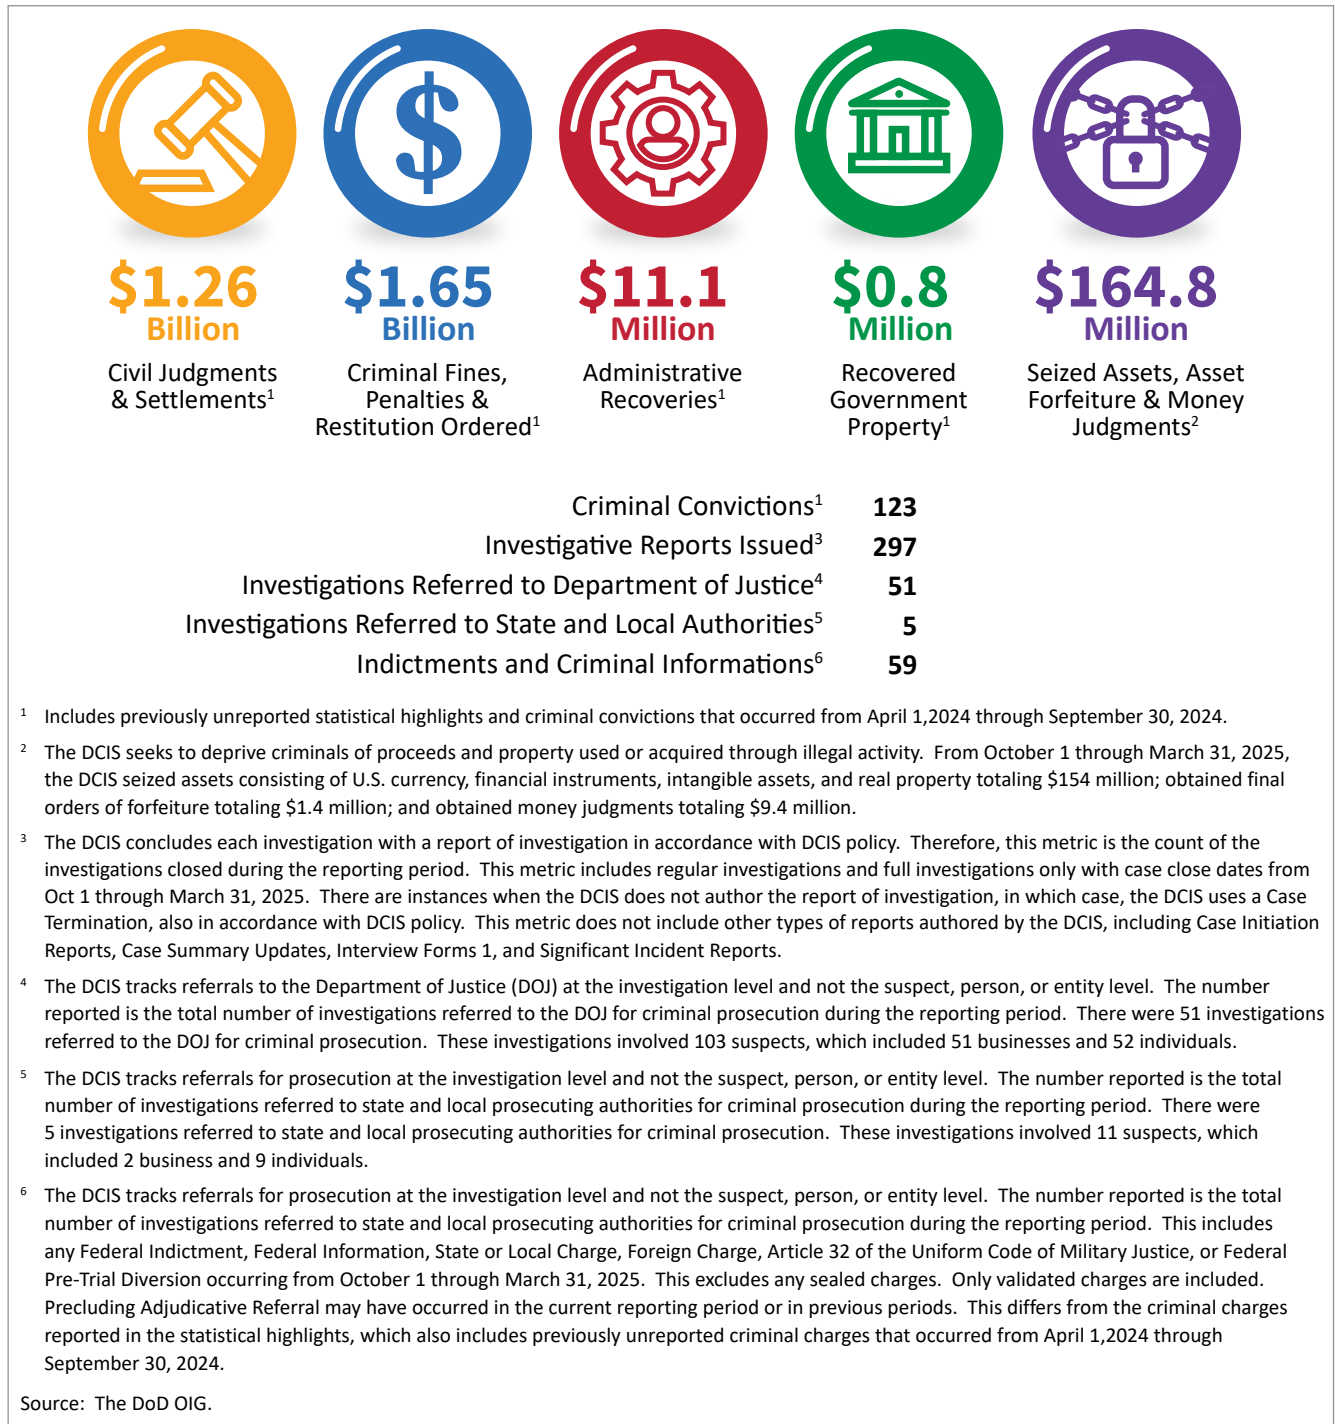 $1.26
Billion
Civil Judgments
& Settlements¹
$1.65
Billion
Criminal Fines,
Penalties &
Restitution Ordered¹
$11.1
Million
Administrative
Recoveries¹
$0.8
Million
Recovered
Government
Property¹
$164.8
Million
Seized Assets, Asset
Forfeiture & Money
Judgments²
Criminal Convictions¹ 123
Investigative Reports Issued³ 297
Investigations Referred to Department of Justice⁴ 51
Investigations Referred to State and Local Authorities⁵ 5
Indictments and Criminal Informations⁶ 59
¹ Includes previously unreported statistical highlights and criminal convictions that occurred from April 1,2024 through September 30, 2024.
² The DCIS seeks to deprive criminals of proceeds and property used or acquired through illegal activity. From October 1 through March 31, 2025,
the DCIS seized assets consisting of U.S. currency, financial instruments, intangible assets, and real property totaling $154 million; obtained final
orders of forfeiture totaling $1.4 million; and obtained money judgments totaling $9.4 million.
³ The DCIS concludes each investigation with a report of investigation in accordance with DCIS policy. Therefore, this metric is the count of the
investigations closed during the reporting period. This metric includes regular investigations and full investigations only with case close dates from
Oct 1 through March 31, 2025. There are instances when the DCIS does not author the report of investigation, in which case, the DCIS uses a Case
Termination, also in accordance with DCIS policy. This metric does not include other types of reports authored by the DCIS, including Case Initiation
Reports, Case Summary Updates, Interview Forms 1, and Significant Incident Reports.
⁴ The DCIS tracks referrals to the Department of Justice (DOJ) at the investigation level and not the suspect, person, or entity level. The number
reported is the total number of investigations referred to the DOJ for criminal prosecution during the reporting period. There were 51 investigations
referred to the DOJ for criminal prosecution. These investigations involved 103 suspects, which included 51 businesses and 52 individuals.
⁵ The DCIS tracks referrals for prosecution at the investigation level and not the suspect, person, or entity level. The number reported is the total
number of investigations referred to state and local prosecuting authorities for criminal prosecution during the reporting period. There were
5 investigations referred to state and local prosecuting authorities for criminal prosecution. These investigations involved 11 suspects, which
included 2 business and 9 individuals.
⁶ The DCIS tracks referrals for prosecution at the investigation level and not the suspect, person, or entity level. The number reported is the total
number of investigations referred to state and local prosecuting authorities for criminal prosecution during the reporting period. This includes
any Federal Indictment, Federal Information, State or Local Charge, Foreign Charge, Article 32 of the Uniform Code of Military Justice, or Federal
Pre-Trial Diversion occurring from October 1 through March 31, 2025. This excludes any sealed charges. Only validated charges are included.
Precluding Adjudicative Referral may have occurred in the current reporting period or in previous periods. This differs from the criminal charges
reported in the statistical highlights, which also includes previously unreported criminal charges that occurred from April 1,2024 through
September 30, 2024.
Source: The DoD OIG.